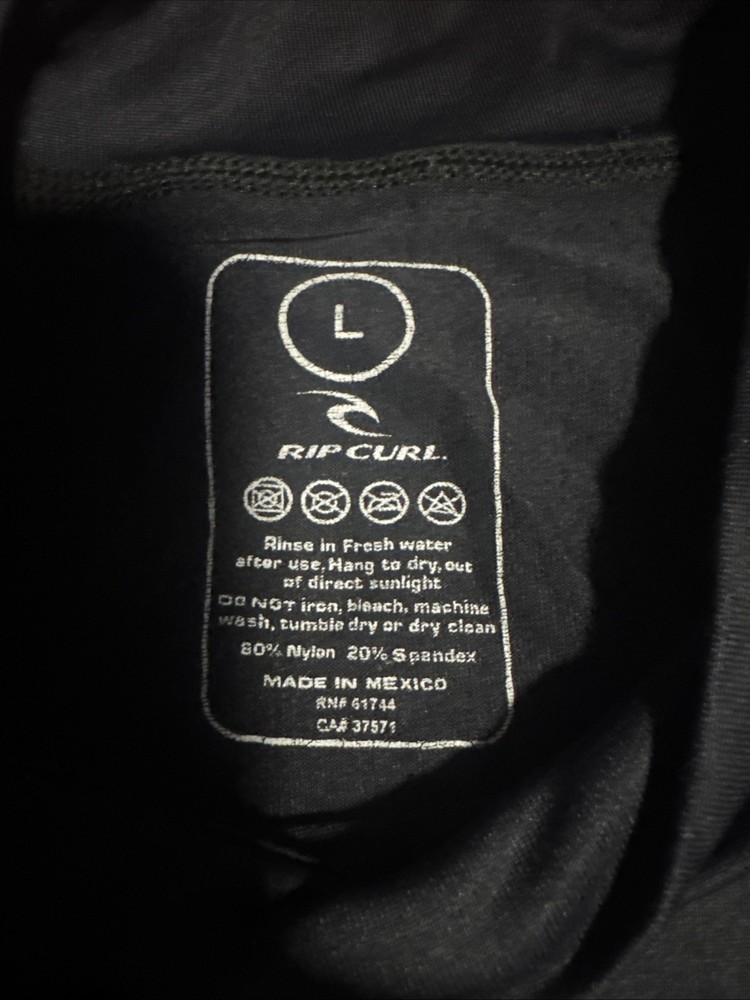 L
RIP CURL.
Rinse in Fresh water
after use, Hang to dry, out
of direct sunlight
DO NOT iron, bleach, machine
wash, tumble dry or dry clean
80% Nylon 20% Spandex
MADE IN MEXICO
RN# 61744
CA# 37571